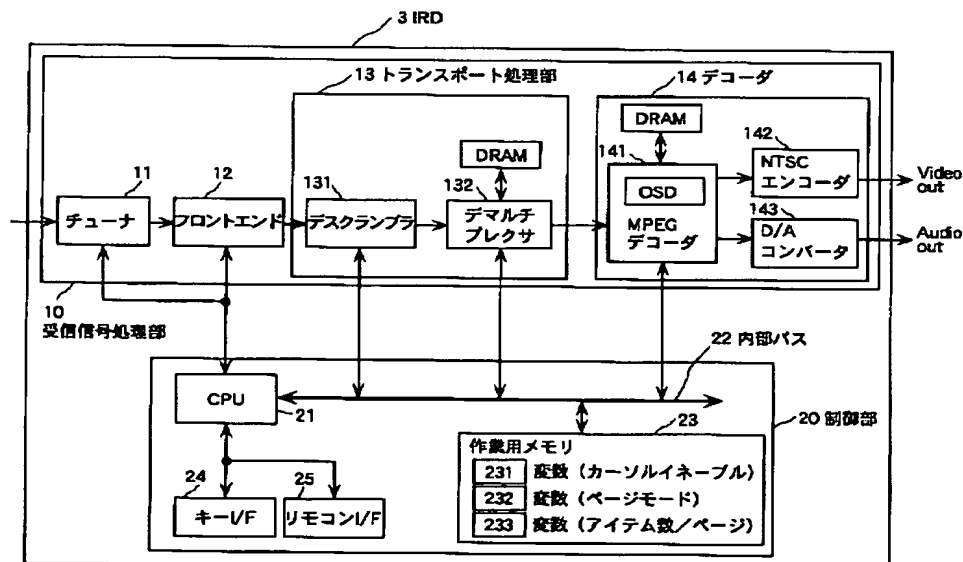 3 IRD
13 トランスポート処理部
14 デコーダ
DRAM
142
141
NTSC
エンコーダ
Video
out
DRAM
11
12
131
132
OSD
MPEG
デコーダ
143
D/A
コンバータ
Audio
out
チューナ
フロントエンド
デスクランブラ
デマルチ
プレクサ
10
受信信号処理部
22 内部バス
CPU
21
20 制御部
23
作業用メモリ
231 変数（カーソルイネーブル）
232 変数（ページモード）
233 変数（アイテム数／ページ）
24
25
キーI/F
リモコンI/F